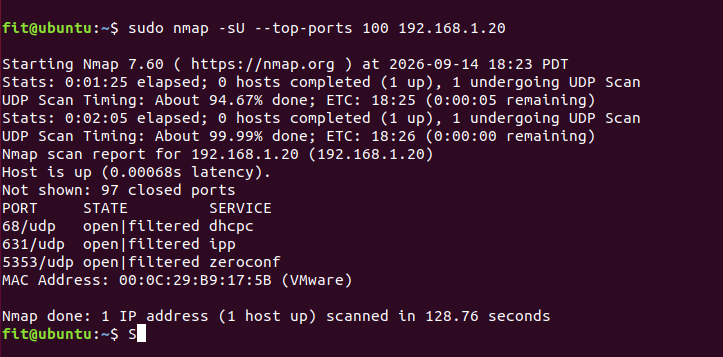 fit@ubuntu:~$ sudo nmap -sU --top-ports 100 192.168.1.20
Starting Nmap 7.60 ( https://nmap.org ) at 2026-09-14 18:23 PDT
Stats: 0:01:25 elapsed; 0 hosts completed (1 up), 1 undergoing UDP Scan
UDP Scan Timing: About 94.67% done; ETC: 18:25 (0:00:05 remaining)
Stats: 0:02:05 elapsed; 0 hosts completed (1 up), 1 undergoing UDP Scan
UDP Scan Timing: About 99.99% done; ETC: 18:26 (0:00:00 remaining)
Nmap scan report for 192.168.1.20 (192.168.1.20)
Host is up (0.00068s latency).
Not shown: 97 closed ports
PORT     STATE         SERVICE
68/udp   open|filtered dhcpc
631/udp  open|filtered ipp
5353/udp open|filtered zeroconf
MAC Address: 00:0C:29:B9:17:5B (VMware)
Nmap done: 1 IP address (1 host up) scanned in 128.76 seconds
fit@ubuntu:~$ S